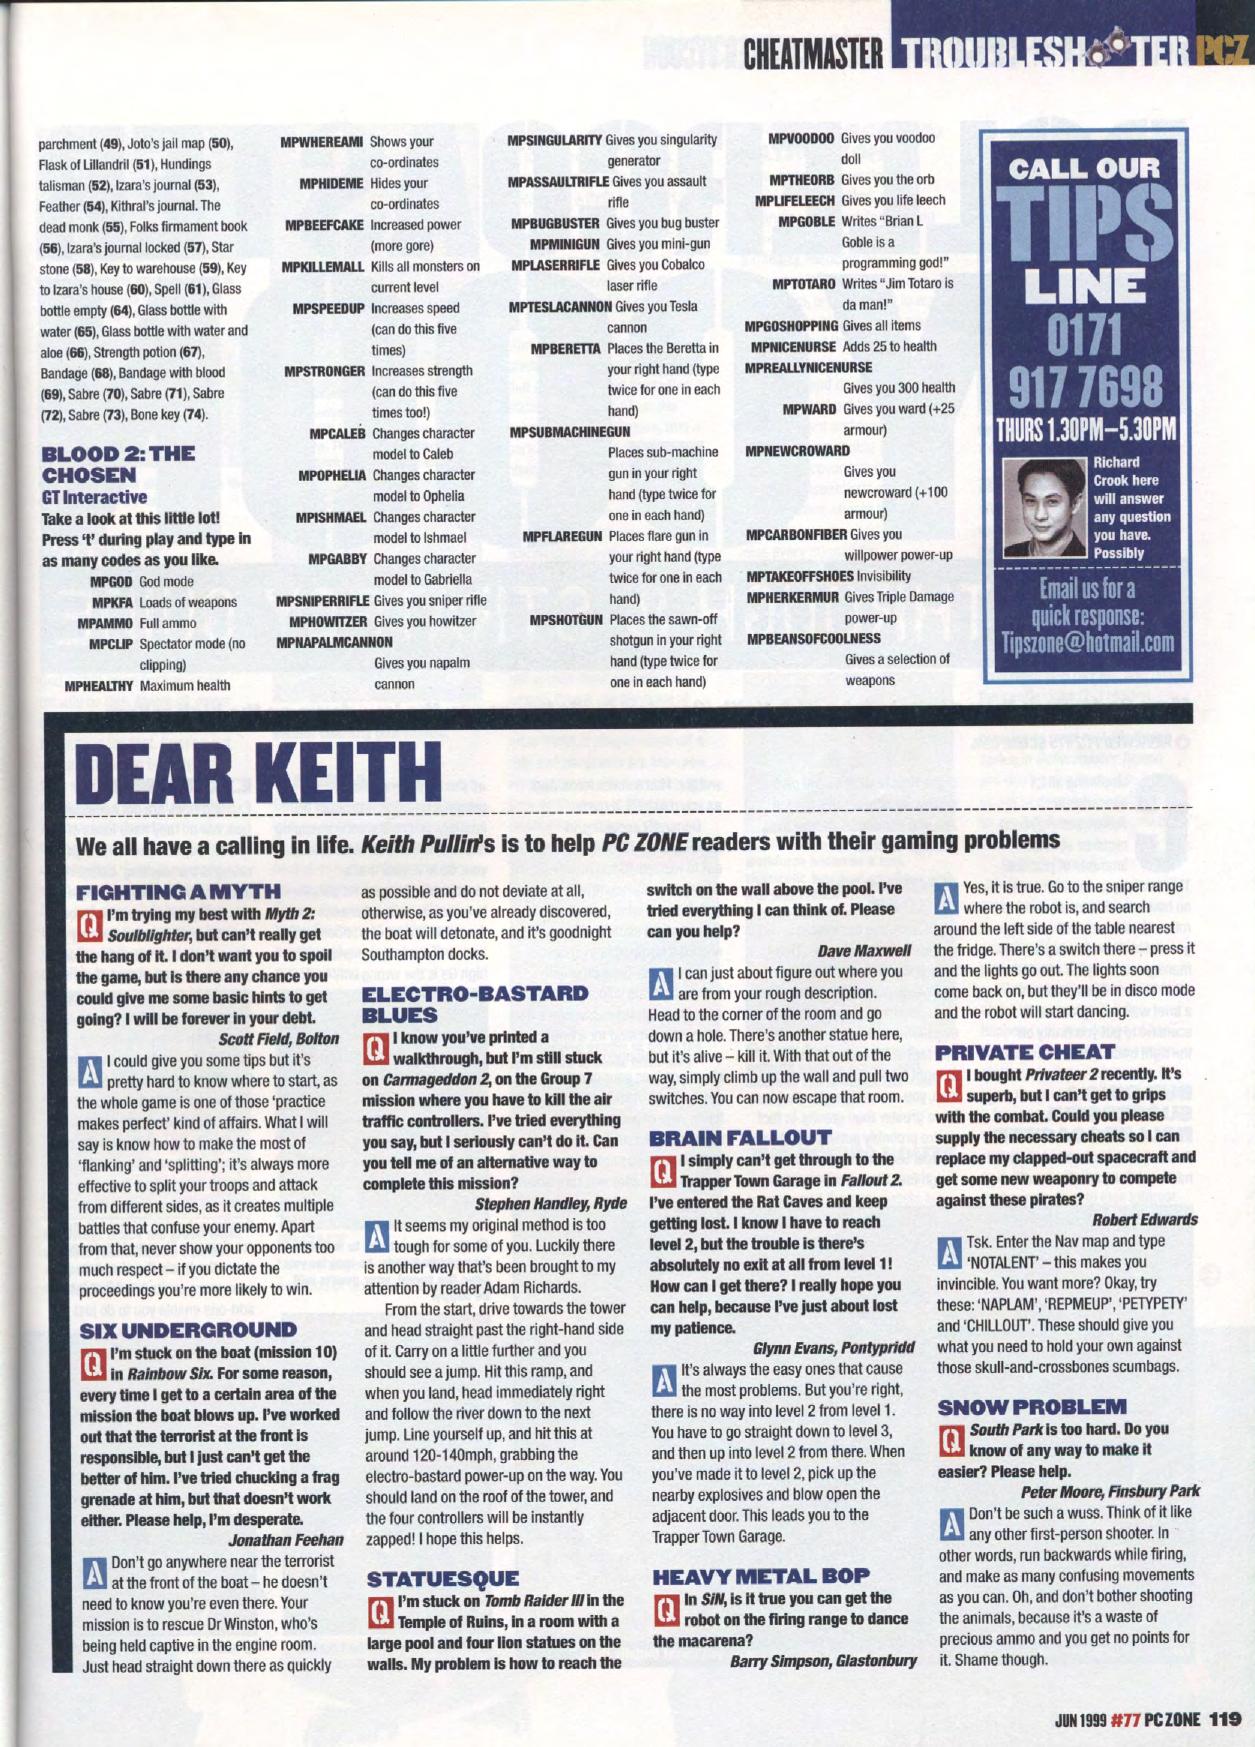 CHEATMASTER TROUBLESHOOTER PCZ
parchment (49), Joto's jail map (50),
Flask of Lillandril (51), Hundings
talisman (52), Izara's journal (53),
Feather (54), Kithral's journal. The
dead monk (55), Folks firmament book
(56), Izara's journal locked (57), Star
stone (58), Key to warehouse (59), Key
to Izara's house (60), Spell (61), Glass
bottle empty (64), Glass bottle with
water (65), Glass bottle with water and
aloe (66), Strength potion (67),
Bandage (68), Bandage with blood
(69), Sabre (70), Sabre (71), Sabre
(72), Sabre (73), Bone key (74).
BLOOD 2: THE
CHOSEN
GT Interactive
Take a look at this little lot!
Press 't' during play and type in
as many codes as you like.
MPGOD God mode
MPKFA Loads of weapons
MPAMMO Full ammo
MPCLIP Spectator mode (no
clipping)
MPHEALTHY Maximum health
MPWHEREAMI Shows your
co-ordinates
MPHIDEME Hides your
co-ordinates
MPBEEFCAKE Increased power
(more gore)
MPKILLEMALL Kills all monsters on
current level
MPSPEEDUP Increases speed
(can do this five
times)
MPSTRONGER Increases strength
(can do this five
times too!)
MPCALEB Changes character
model to Caleb
MPOPHELIA Changes character
model to Ophelia
MPISHMAEL Changes character
model to Ishmael
MPGABBY Changes character
model to Gabriella
MPSNIPERRIFLE Gives you sniper rifle
MPHOWITZER Gives you howitzer
MPNAPALMCANNON
Gives you napalm
cannon
MPSINGULARITY Gives you singularity
generator
MPASSAULTRIFLE Gives you assault
rifle
MPBUGBUSTER Gives you bug buster
MPMINIGUN Gives you mini-gun
MPLASERRIFLE Gives you Cobalco
laser rifle
MPTESLACANNON Gives you Tesla
cannon
MPBERETTA Places the Beretta in
your right hand (type
twice for one in each
hand)
MPSUBMACHINEGUN
Places sub-machine
gun in your right
hand (type twice for
one in each hand)
MPFLAREGUN Places flare gun in
your right hand (type
twice for one in each
hand)
MPSHOTGUN Places the sawn-off
shotgun in your right
hand (type twice for
one in each hand)
MPVOODOO Gives you voodoo
doll
MPTHEORB Gives you the orb
MPLIFELEECH Gives you life leech
MPGOBLE Writes "Brian L
Goble is a
programming god!"
MPTOTARO Writes "Jim Totaro is
da man!"
MPGOSHOPPING Gives all items
MPNICENURSE Adds 25 to health
MPREALLYNICENURSE
Gives you 300 health
MPWARD Gives you ward (+25
armour)
MPNEWCROWARD
Gives you
newcroward (+100
armour)
MPCARBONFIBER Gives you
willpower power-up
MPTAKEOFFSHOES Invisibility
MPHERKERMUR Gives Triple Damage
power-up
MPBEANSOFCOOLNESS
Gives a selection of
weapons
CALL OUR
TIPS
LINE
0171
917 7698
THURS 1.30PM–5.30PM
Richard
Crook here
will answer
any question
you have.
Possibly
Email us for a
quick response:
Tipszone@hotmail.com
DEAR KEITH
We all have a calling in life. Keith Pullin's is to help PC ZONE readers with their gaming problems
FIGHTING A MYTH
Q I'm trying my best with Myth 2:
Soulblighter, but can't really get
the hang of it. I don't want you to spoil
the game, but is there any chance you
could give me some basic hints to get
going? I will be forever in your debt.
Scott Field, Bolton
A I could give you some tips but it's
pretty hard to know where to start, as
the whole game is one of those 'practice
makes perfect' kind of affairs. What I will
say is know how to make the most of
'flanking' and 'splitting'; it's always more
effective to split your troops and attack
from different sides, as it creates multiple
battles that confuse your enemy. Apart
from that, never show your opponents too
much respect – if you dictate the
proceedings you're more likely to win.
SIX UNDERGROUND
Q I'm stuck on the boat (mission 10)
in Rainbow Six. For some reason,
every time I get to a certain area of the
mission the boat blows up. I've worked
out that the terrorist at the front is
responsible, but I just can't get the
better of him. I've tried chucking a frag
grenade at him, but that doesn't work
either. Please help, I'm desperate.
Jonathan Feehan
A Don't go anywhere near the terrorist
at the front of the boat – he doesn't
need to know you're even there. Your
mission is to rescue Dr Winston, who's
being held captive in the engine room.
Just head straight down there as quickly
as possible and do not deviate at all,
otherwise, as you've already discovered,
the boat will detonate, and it's goodnight
Southampton docks.
ELECTRO-BASTARD
BLUES
Q I know you've printed a
walkthrough, but I'm still stuck
on Carmageddon 2, on the Group 7
mission where you have to kill the air
traffic controllers. I've tried everything
you say, but I seriously can't do it. Can
you tell me of an alternative way to
complete this mission?
Stephen Handley, Ryde
A It seems my original method is too
tough for some of you. Luckily there
is another way that's been brought to my
attention by reader Adam Richards.
From the start, drive towards the tower
and head straight past the right-hand side
of it. Carry on a little further and you
should see a jump. Hit this ramp, and
when you land, head immediately right
and follow the river down to the next
jump. Line yourself up, and hit this at
around 120-140mph, grabbing the
electro-bastard power-up on the way. You
should land on the roof of the tower, and
the four controllers will be instantly
zapped! I hope this helps.
STATUESQUE
Q I'm stuck on Tomb Raider III in the
Temple of Ruins, in a room with a
large pool and four lion statues on the
walls. My problem is how to reach the
switch on the wall above the pool. I've
tried everything I can think of. Please
can you help?
Dave Maxwell
A I can just about figure out where you
are from your rough description.
Head to the corner of the room and go
down a hole. There's another statue here,
but it's alive – kill it. With that out of the
way, simply climb up the wall and pull two
switches. You can now escape that room.
BRAIN FALLOUT
Q I simply can't get through to the
Trapper Town Garage in Fallout 2.
I've entered the Rat Caves and keep
getting lost. I know I have to reach
level 2, but the trouble is there's
absolutely no exit at all from level 1!
How can I get there? I really hope you
can help, because I've just about lost
my patience.
Glynn Evans, Pontypridd
A It's always the easy ones that cause
the most problems. But you're right,
there is no way into level 2 from level 1.
You have to go straight down to level 3,
and then up into level 2 from there. When
you've made it to level 2, pick up the
nearby explosives and blow open the
adjacent door. This leads you to the
Trapper Town Garage.
HEAVY METAL BOP
Q In SiN, is it true you can get the
robot on the firing range to dance
the macarena?
Barry Simpson, Glastonbury
A Yes, it is true. Go to the sniper range
where the robot is, and search
around the left side of the table nearest
the fridge. There's a switch there – press it
and the lights go out. The lights soon
come back on, but they'll be in disco mode
and the robot will start dancing.
PRIVATE CHEAT
Q I bought Privateer 2 recently. It's
superb, but I can't get to grips
with the combat. Could you please
supply the necessary cheats so I can
replace my clapped-out spacecraft and
get some new weaponry to compete
against these pirates?
Robert Edwards
A Tsk. Enter the Nav map and type
'NOTALENT' – this makes you
invincible. You want more? Okay, try
these: 'NAPLAM', 'REPMEUP', 'PETYPETY'
and 'CHILLOUT'. These should give you
what you need to hold your own against
those skull-and-crossbones scumbags.
SNOW PROBLEM
Q South Park is too hard. Do you
know of any way to make it
easier? Please help.
Peter Moore, Finsbury Park
A Don't be such a wuss. Think of it like
any other first-person shooter. In
other words, run backwards while firing,
and make as many confusing movements
as you can. Oh, and don't bother shooting
the animals, because it's a waste of
precious ammo and you get no points for
it. Shame though.
JUN 1999 #77 PC ZONE 119